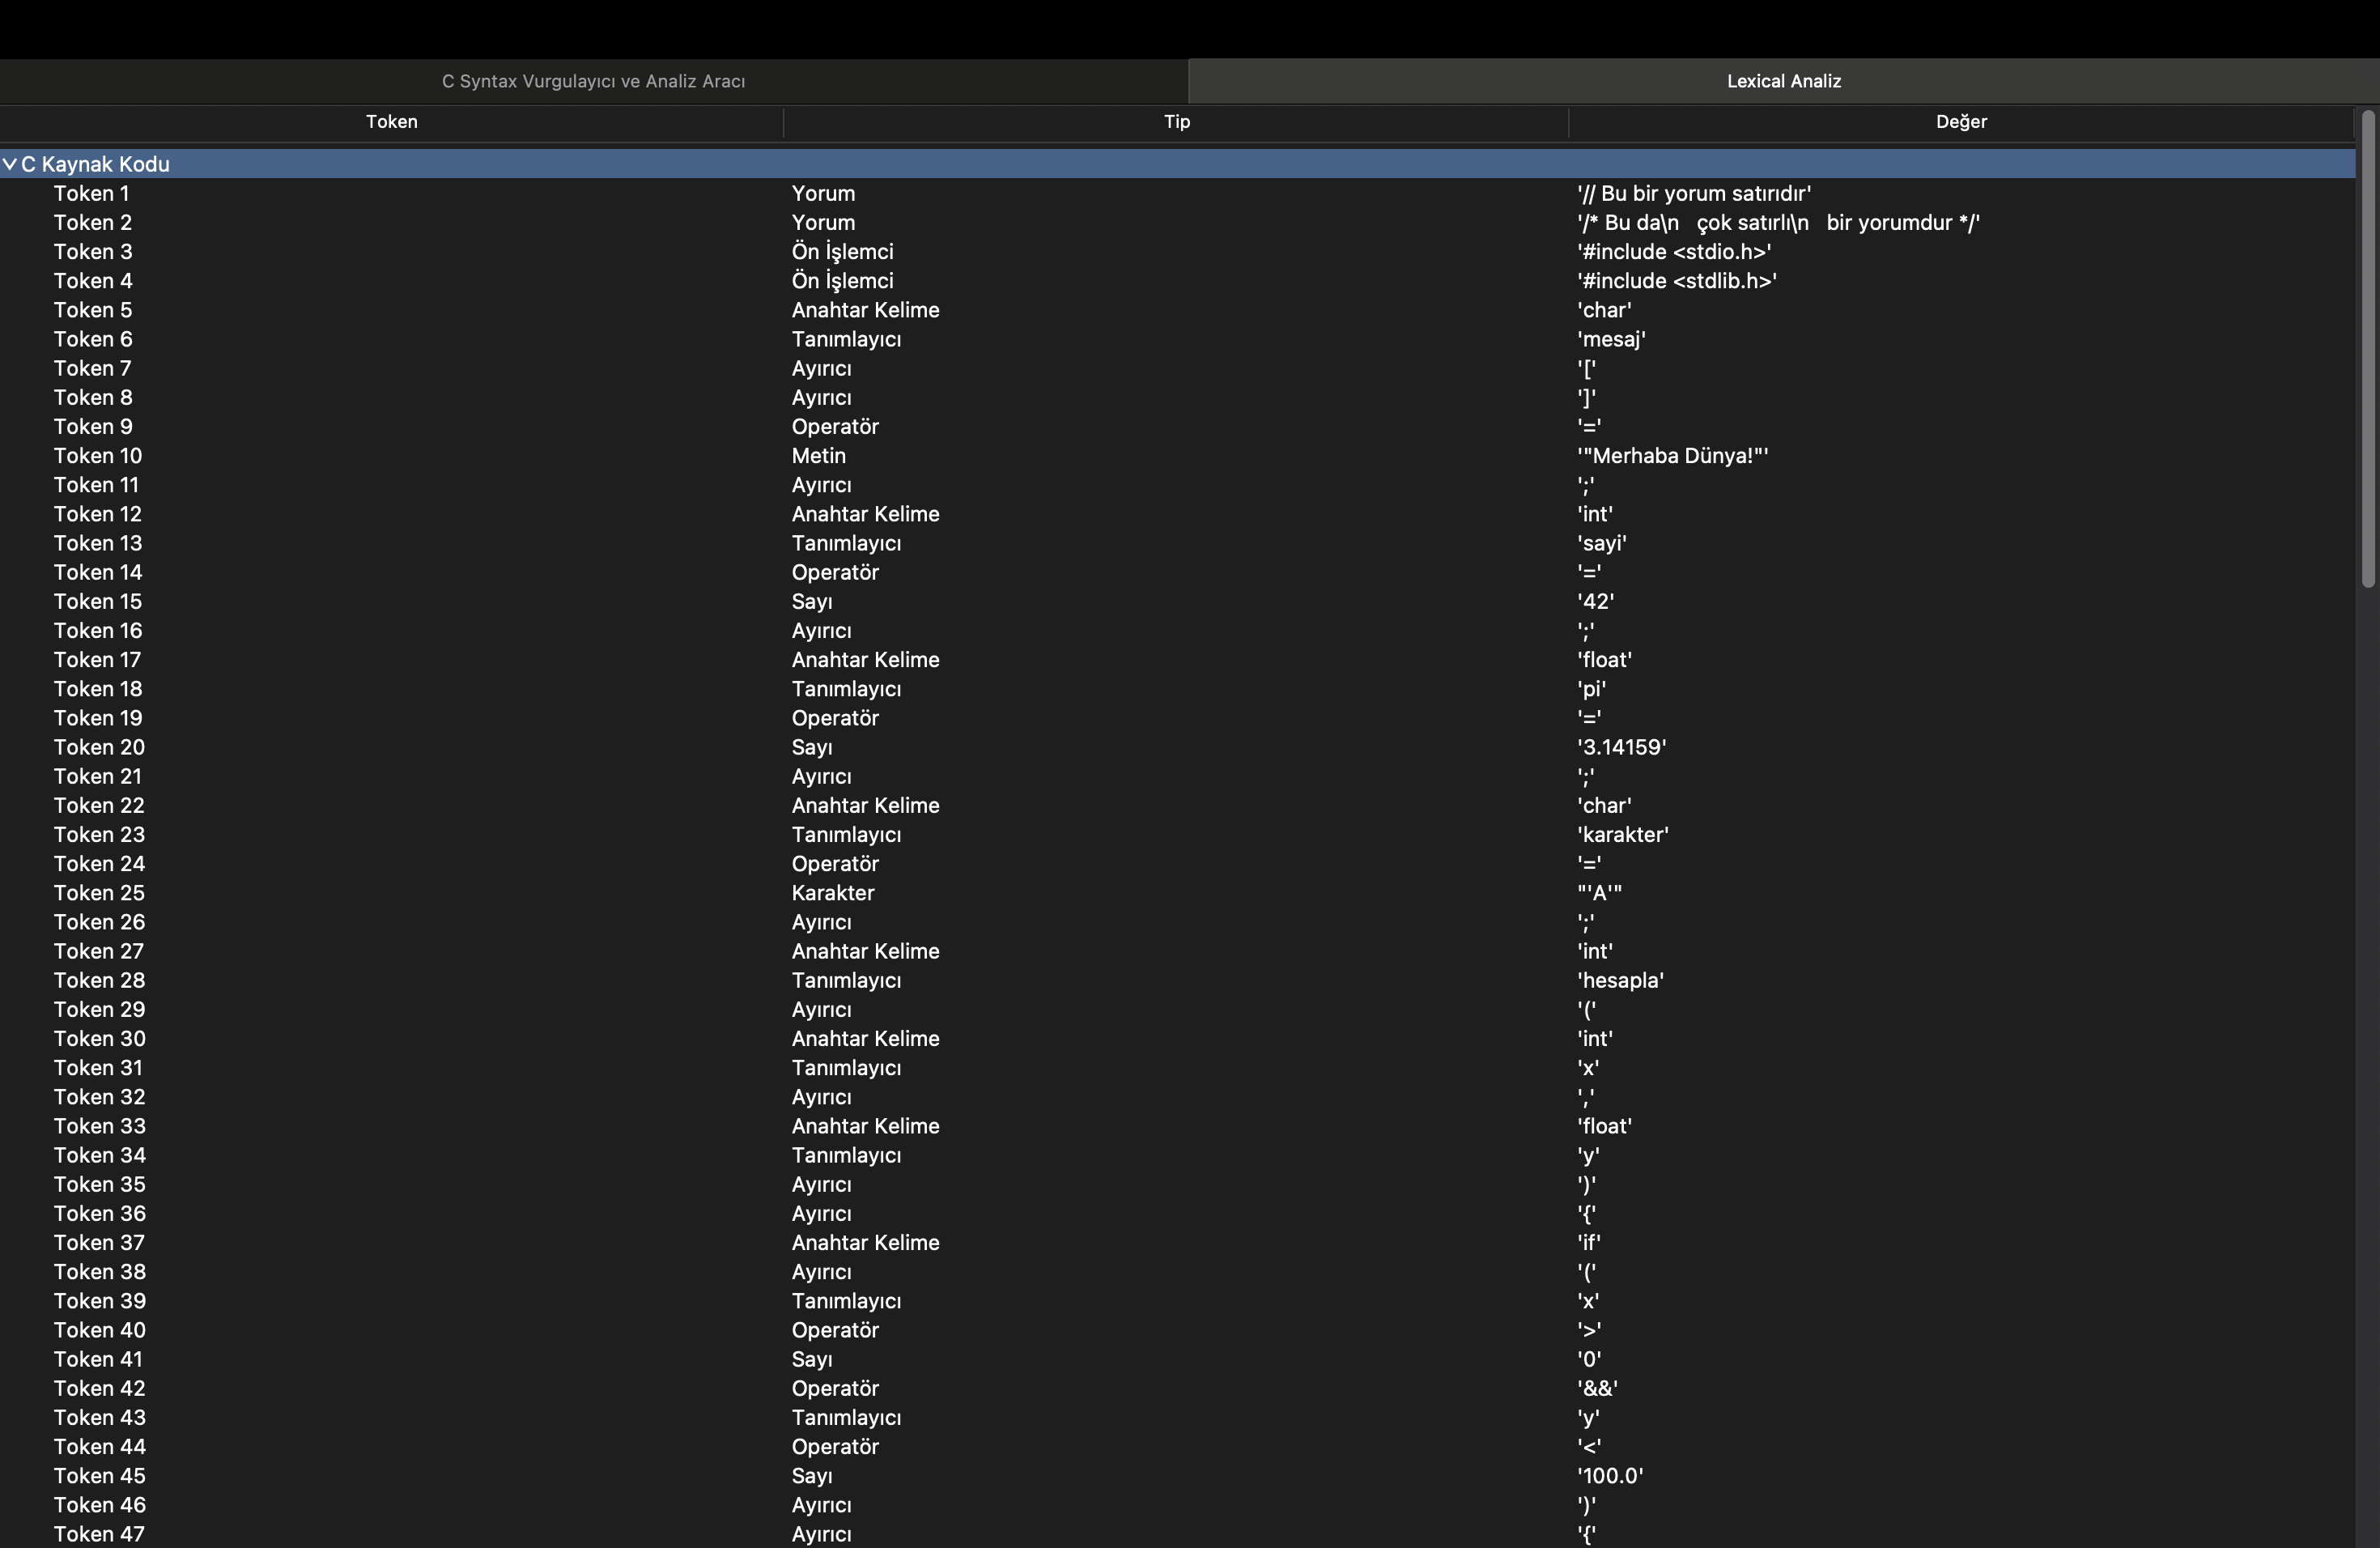 C Syntax Vurgulayıcı ve Analiz Aracı Lexical Analiz
Token Tip Değer
C Kaynak Kodu
Token 1 Yorum '// Bu bir yorum satırıdır'
Token 2 Yorum '/* Bu da\n   çok satırlı\n   bir yorumdur */'
Token 3 Ön İşlemci '#include <stdio.h>'
Token 4 Ön İşlemci '#include <stdlib.h>'
Token 5 Anahtar Kelime 'char'
Token 6 Tanımlayıcı 'mesaj'
Token 7 Ayırıcı '['
Token 8 Ayırıcı ']'
Token 9 Operatör '='
Token 10 Metin '"Merhaba Dünya!"'
Token 11 Ayırıcı ';'
Token 12 Anahtar Kelime 'int'
Token 13 Tanımlayıcı 'sayi'
Token 14 Operatör '='
Token 15 Sayı '42'
Token 16 Ayırıcı ';'
Token 17 Anahtar Kelime 'float'
Token 18 Tanımlayıcı 'pi'
Token 19 Operatör '='
Token 20 Sayı '3.14159'
Token 21 Ayırıcı ';'
Token 22 Anahtar Kelime 'char'
Token 23 Tanımlayıcı 'karakter'
Token 24 Operatör '='
Token 25 Karakter "'A'"
Token 26 Ayırıcı ';'
Token 27 Anahtar Kelime 'int'
Token 28 Tanımlayıcı 'hesapla'
Token 29 Ayırıcı '('
Token 30 Anahtar Kelime 'int'
Token 31 Tanımlayıcı 'x'
Token 32 Ayırıcı ','
Token 33 Anahtar Kelime 'float'
Token 34 Tanımlayıcı 'y'
Token 35 Ayırıcı ')'
Token 36 Ayırıcı '{'
Token 37 Anahtar Kelime 'if'
Token 38 Ayırıcı '('
Token 39 Tanımlayıcı 'x'
Token 40 Operatör '>'
Token 41 Sayı '0'
Token 42 Operatör '&&'
Token 43 Tanımlayıcı 'y'
Token 44 Operatör '<'
Token 45 Sayı '100.0'
Token 46 Ayırıcı ')'
Token 47 Ayırıcı '{'